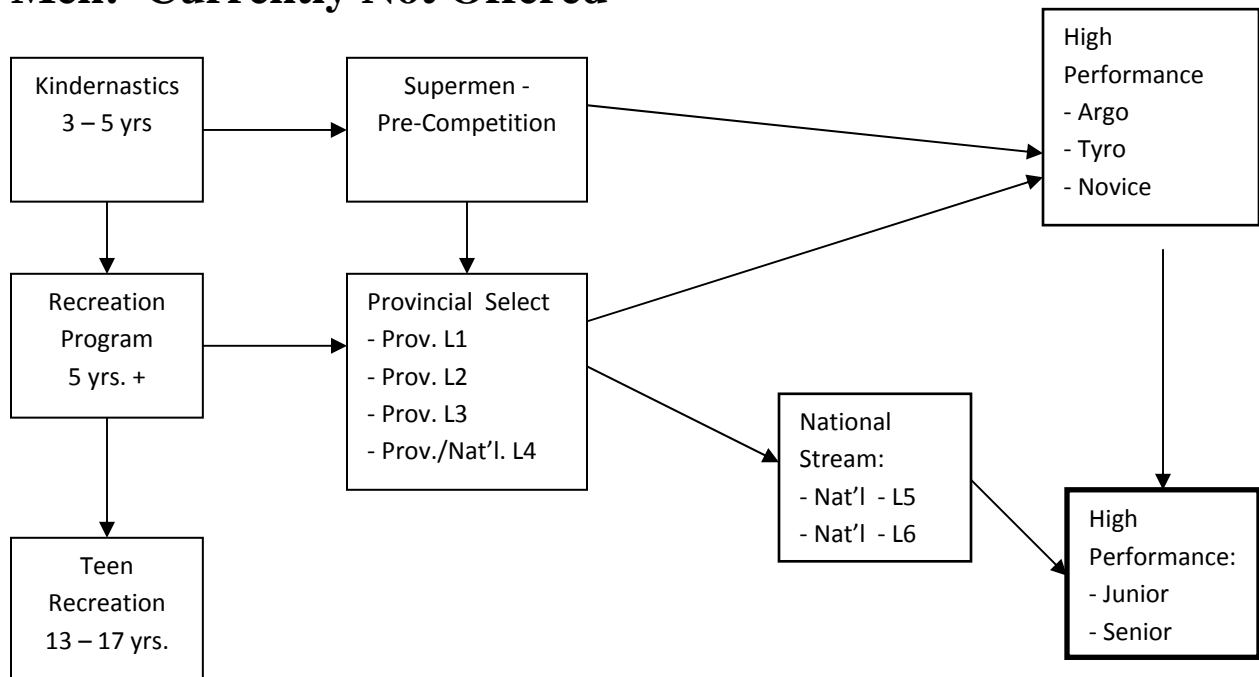 Men: Currently Not Offered
Kindernastics
3 – 5 yrs
Supermen -
Pre-Competition
High
Performance
- Argo
- Tyro
- Novice
Recreation
Program
5 yrs. +
Provincial Select
- Prov. L1
- Prov. L2
- Prov. L3
- Prov./Nat’l. L4
National
Stream:
- Nat’l - L5
- Nat’l - L6
High
Performance:
- Junior
- Senior
Teen
Recreation
13 – 17 yrs.